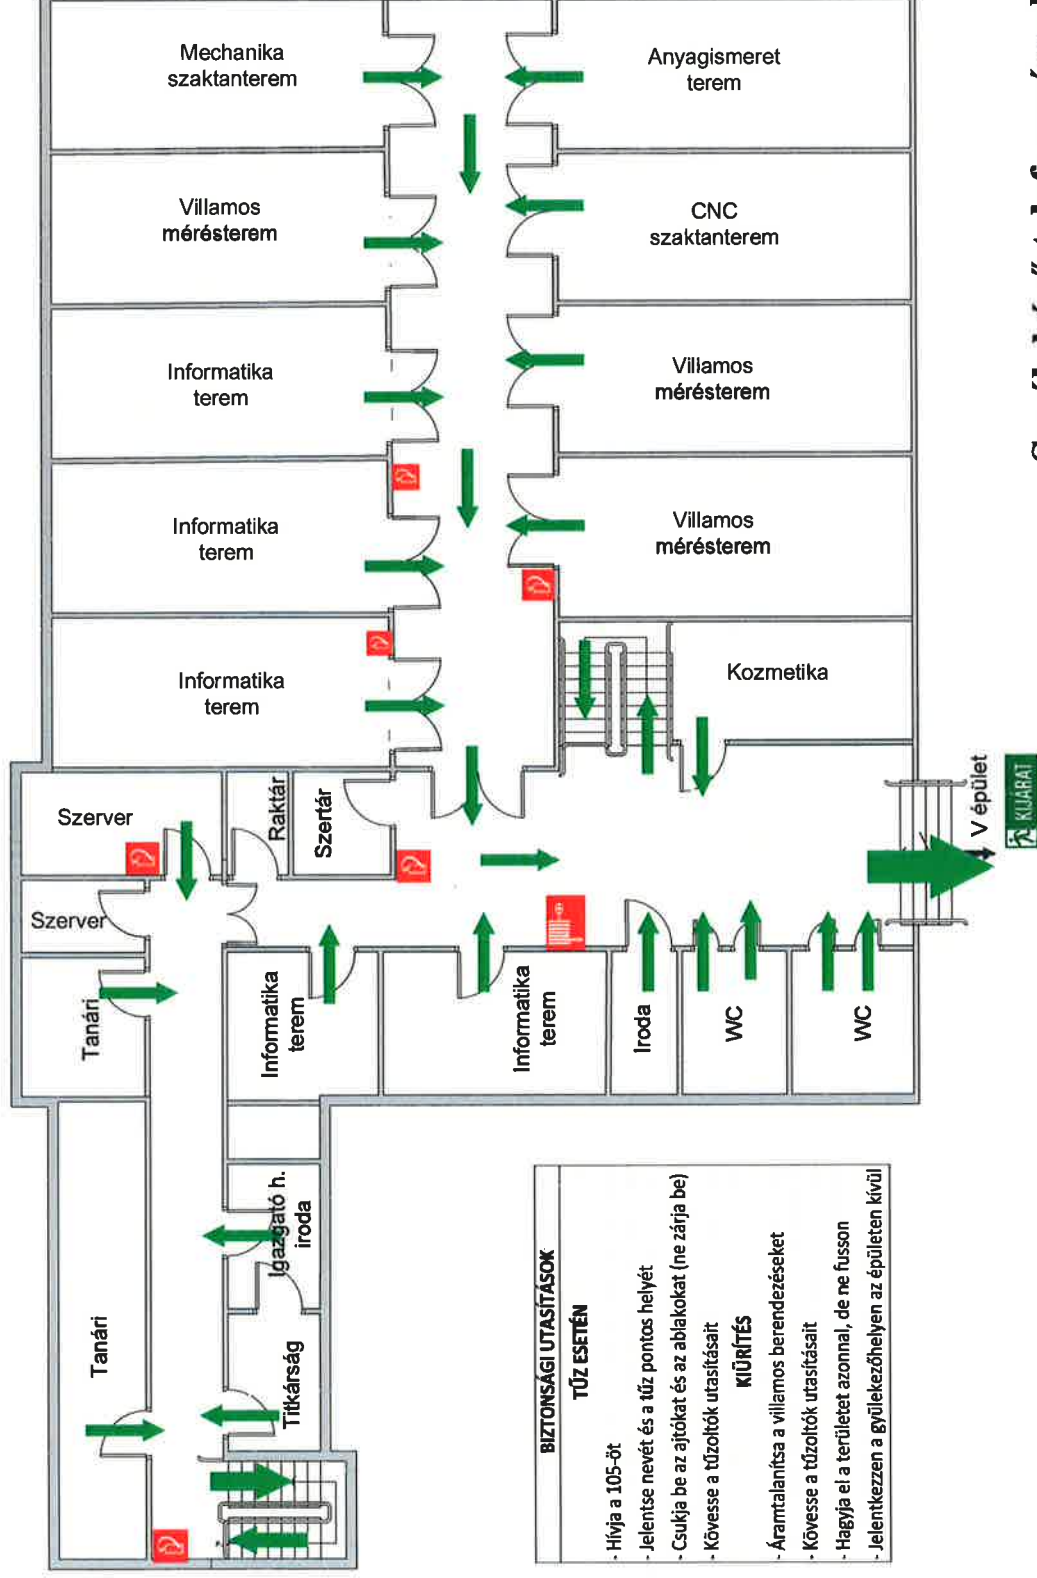 Mechanika
szaktanterem
Anyagismeret
terem
Villamos
mérésterem
CNC
szaktanterem
Informatika
terem
Villamos
mérésterem
Informatika
terem
Villamos
mérésterem
Informatika
terem
Kozmetika
Szerver
Raktár
Szertár
Szerver
V épület
KIJÁRAT
Tanári
Informatika
terem
Informatika
terem
Iroda
WC
WC
Igazgató h.
iroda
Tanári
Titkárság
BIZTONSÁGI UTASÍTÁSOK
TŰZ ESETÉN
- Hívja a 105-öt
- Jelentse nevét és a tűz pontos helyét
- Csukja be az ajtókat és az ablakokat (ne zárja be)
- Kövesse a tűzoltók utasításait
KIÜRÍTÉS
- Áramtalanítsa a villamos berendezéseket
- Kövesse a tűzoltók utasításait
- Hagyja el a területet azonnal, de ne fusson
- Jelentkezzen a gyülekezőhelyen az épületen kívül